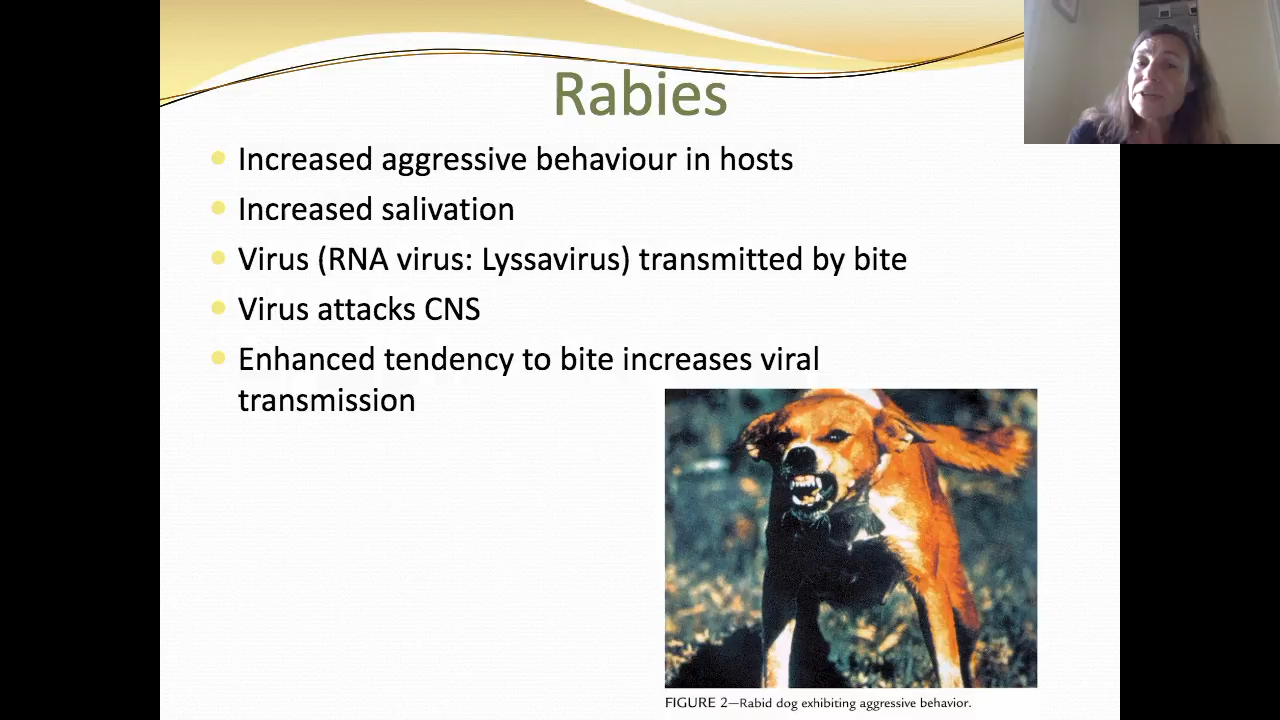 Rabies
Increased aggressive behaviour in hosts
Increased salivation
Virus (RNA virus: Lyssavirus) transmitted by bite
Virus attacks CNS
Enhanced tendency to bite increases viral
transmission
FIGURE 2—Rabid dog exhibiting aggressive behavior.